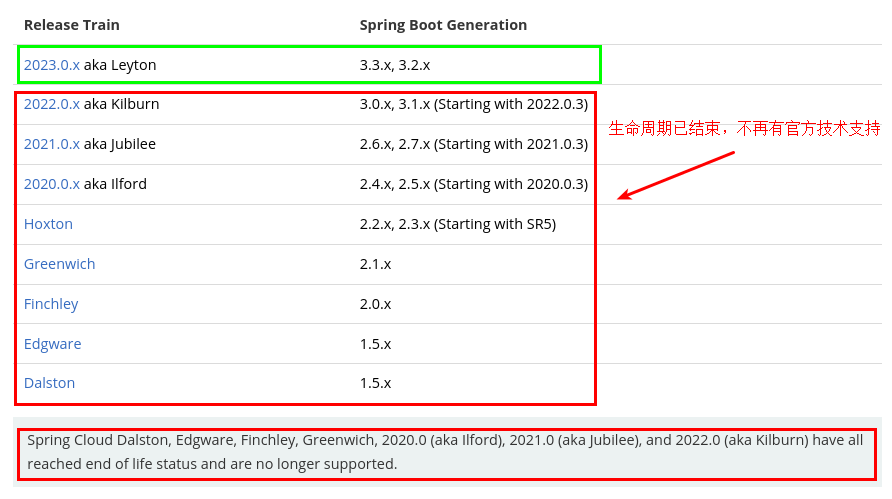 Release Train Spring Boot Generation
2023.0.x aka Leyton 3.3.x, 3.2.x
2022.0.x aka Kilburn 3.0.x, 3.1.x (Starting with 2022.0.3)
生命周期已结束，不再有官方技术支持
2021.0.x aka Jubilee 2.6.x, 2.7.x (Starting with 2021.0.3)
2020.0.x aka Ilford 2.4.x, 2.5.x (Starting with 2020.0.3)
Hoxton 2.2.x, 2.3.x (Starting with SR5)
Greenwich 2.1.x
Finchley 2.0.x
Edgware 1.5.x
Dalston 1.5.x
Spring Cloud Dalston, Edgware, Finchley, Greenwich, 2020.0 (aka Ilford), 2021.0 (aka Jubilee), and 2022.0 (aka Kilburn) have all
reached end of life status and are no longer supported.